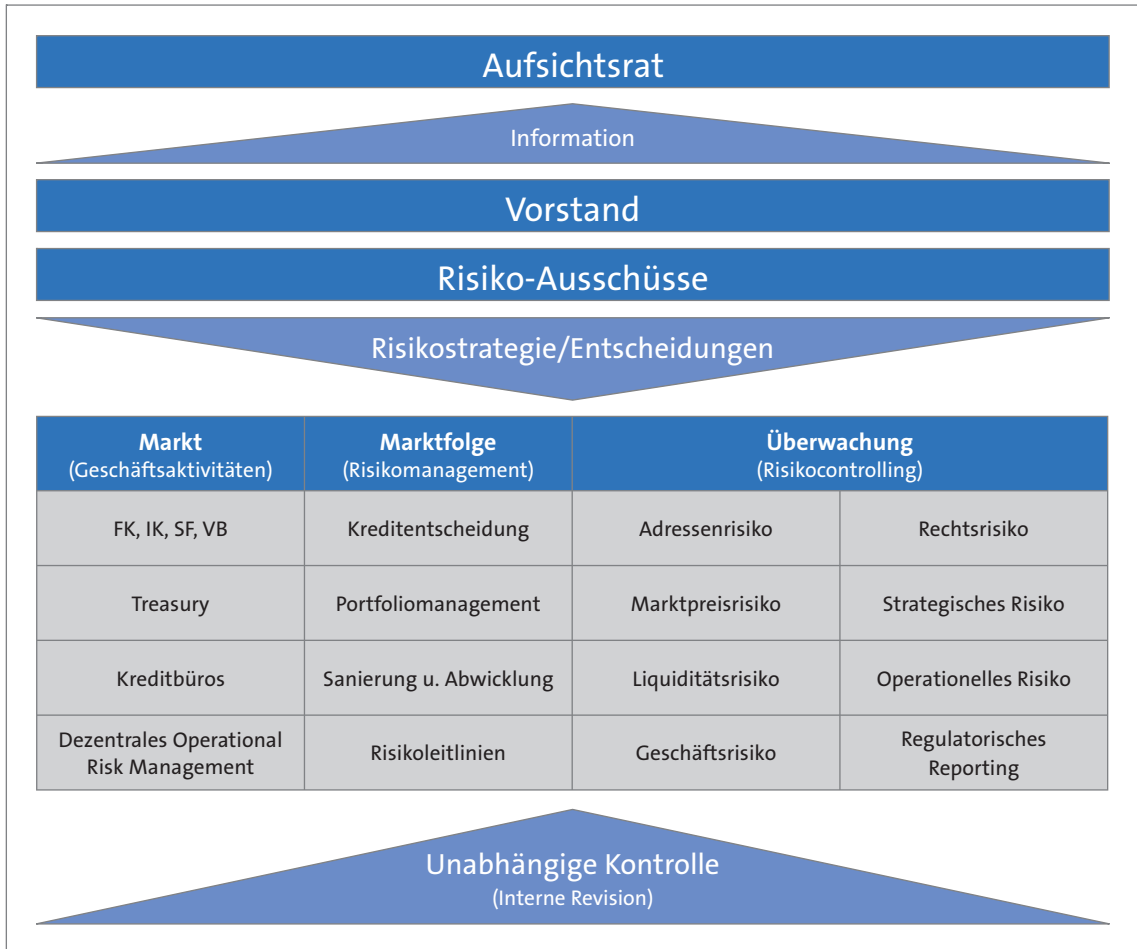 Aufsichtsrat
Information
Vorstand
Risiko-Ausschüsse
Risikostrategie/Entscheidungen
Markt
(Geschäftsaktivitäten)
Marktfolge
(Risikomanagement)
Überwachung
(Risikocontrolling)
FK, IK, SF, VB
Kreditentscheidung
Adressenrisiko
Rechtsrisiko
Treasury
Portfoliomanagement
Marktpreisrisiko
Strategisches Risiko
Kreditbüros
Sanierung u. Abwicklung
Liquiditätsrisiko
Operationelles Risiko
Dezentrales Operational
Risk Management
Risikoleitlinien
Geschäftsrisiko
Regulatorisches
Reporting
Unabhängige Kontrolle
(Interne Revision)